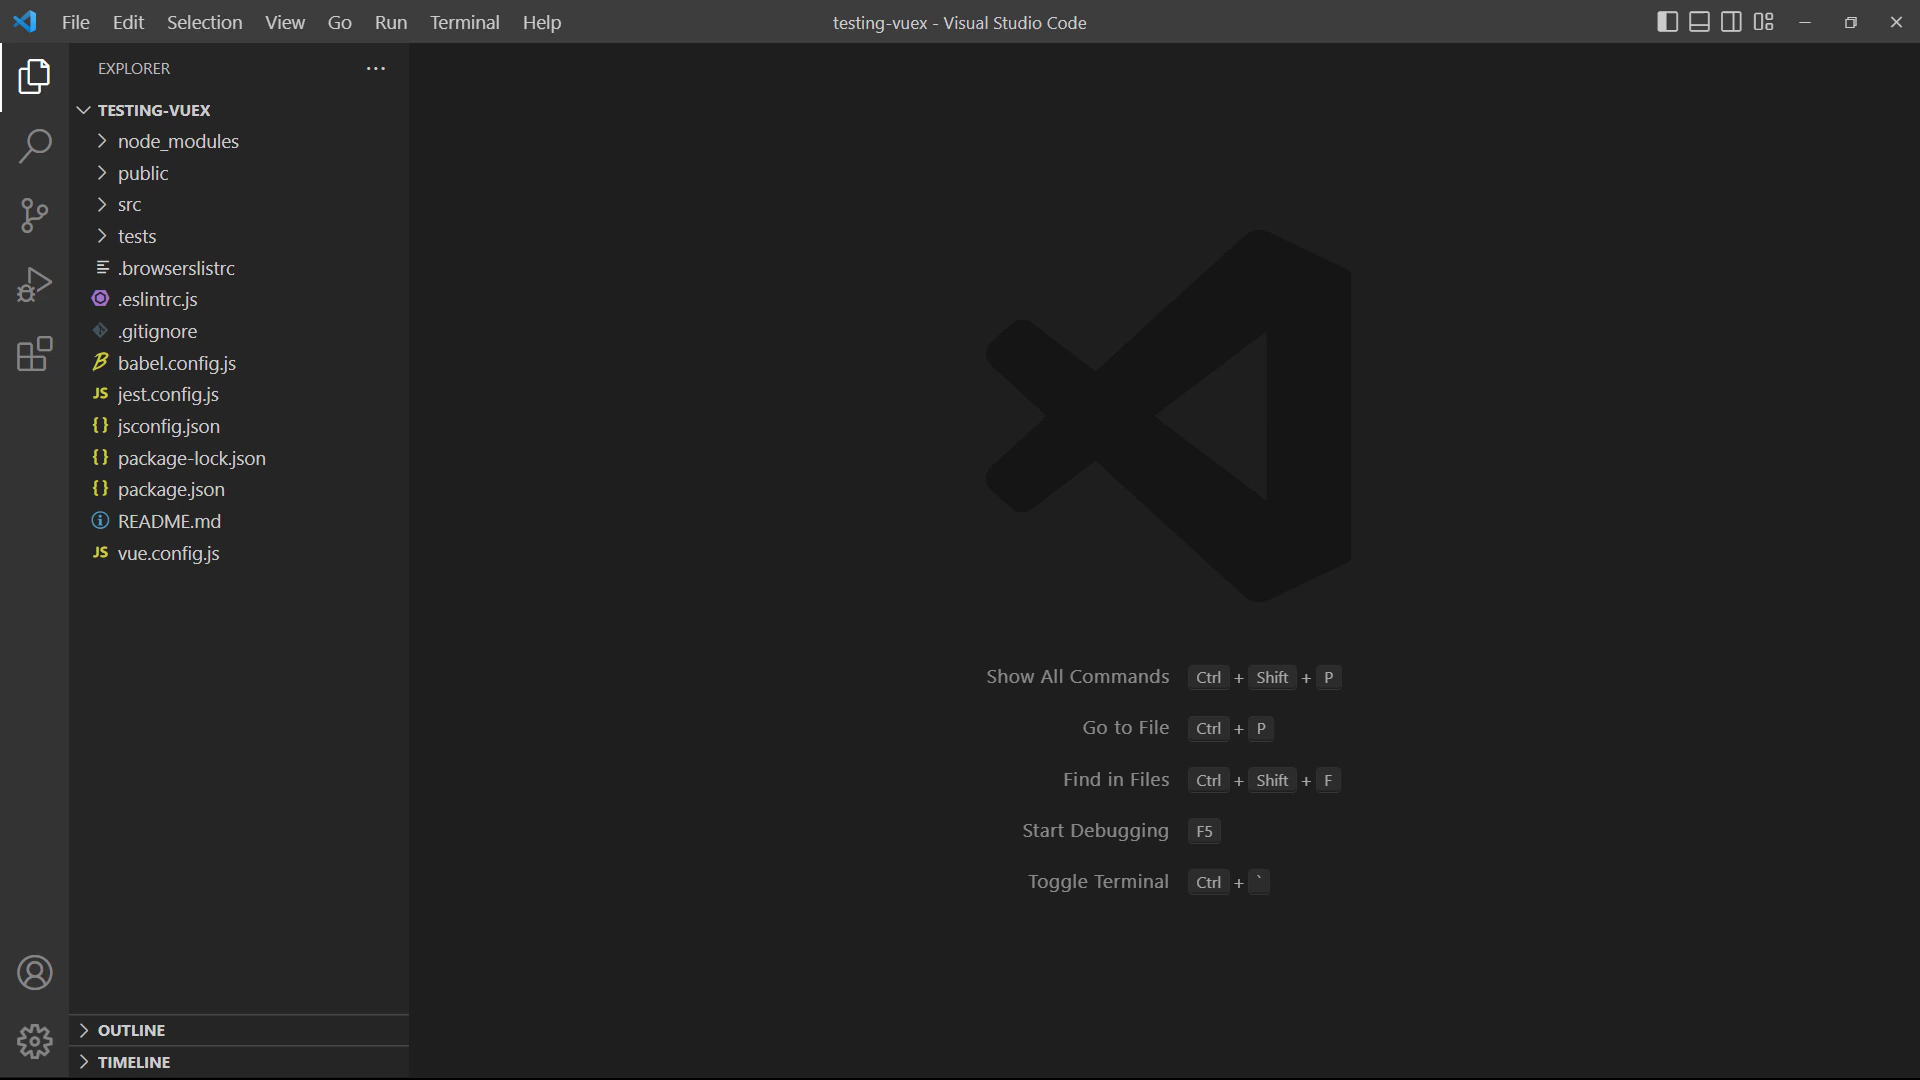 File Edit Selection View Go Run Terminal Help testing-vuex - Visual Studio Code
EXPLORER
TESTING-VUEX
node_modules
public
src
tests
.browserslistrc
.eslintrc.js
.gitignore
babel.config.js
JS jest.config.js
{} jsconfig.json
{} package-lock.json
{} package.json
README.md
JS vue.config.js
OUTLINE
TIMELINE
Show All Commands Ctrl + Shift + P
Go to File Ctrl + P
Find in Files Ctrl + Shift + F
Start Debugging F5
Toggle Terminal Ctrl + `